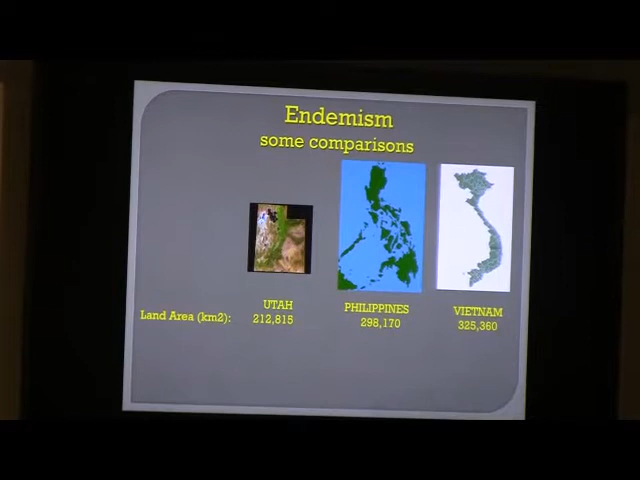 Endemism
some comparisons
UTAH PHILIPPINES VIETNAM
Land Area (km2): 212,815 298,170 325,360